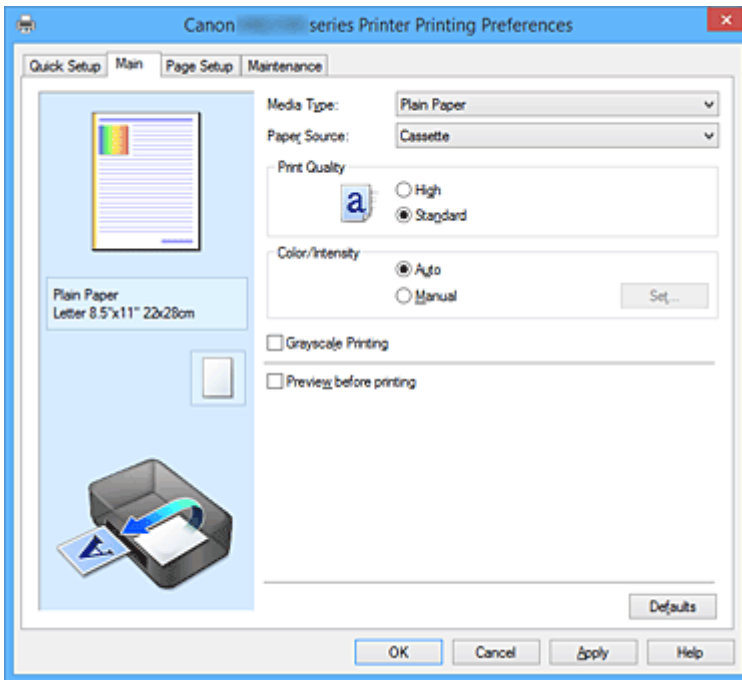 Canon series Printer Printing Preferences
Quick Setup Main Page Setup Maintenance
Media Type: Plain Paper
Paper Source: Cassette
Print Quality
a
High
Standard
Color/Intensity
Auto
Manual Set...
Plain Paper
Letter 8.5"x11" 22x28cm
Grayscale Printing
Preview before printing
A
Defaults
OK Cancel Apply Help